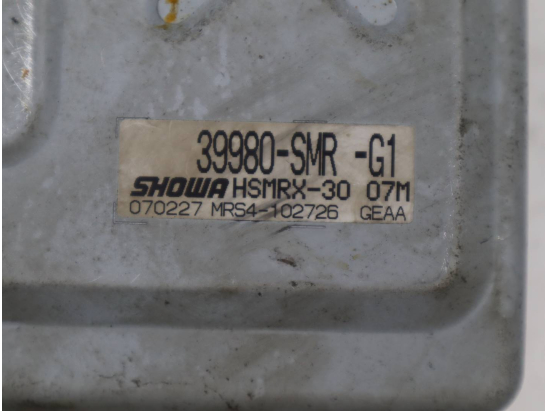 39980-SMR -G1
SHOWA HSMRX-30 07M
070227 MRS4-102726 GEAA